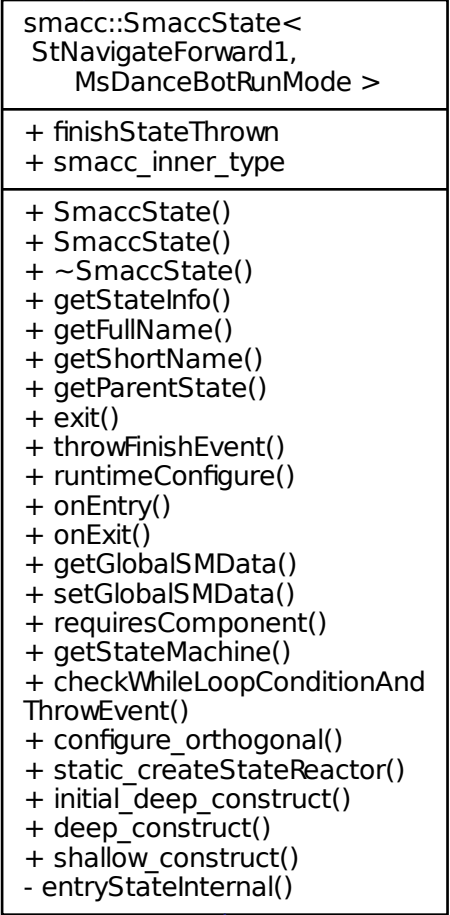 smacc::SmaccState<
StNavigateForward1,
MsDanceBotRunMode >
+ finishStateThrown
+ smacc_inner_type
+ SmaccState()
+ SmaccState()
+ ~SmaccState()
+ getStateInfo()
+ getFullName()
+ getShortName()
+ getParentState()
+ exit()
+ throwFinishEvent()
+ runtimeConfigure()
+ onEntry()
+ onExit()
+ getGlobalSMData()
+ setGlobalSMData()
+ requiresComponent()
+ getStateMachine()
+ checkWhileLoopConditionAnd
ThrowEvent()
+ configure_orthogonal()
+ static_createStateReactor()
+ initial_deep_construct()
+ deep_construct()
+ shallow_construct()
- entryStateInternal()